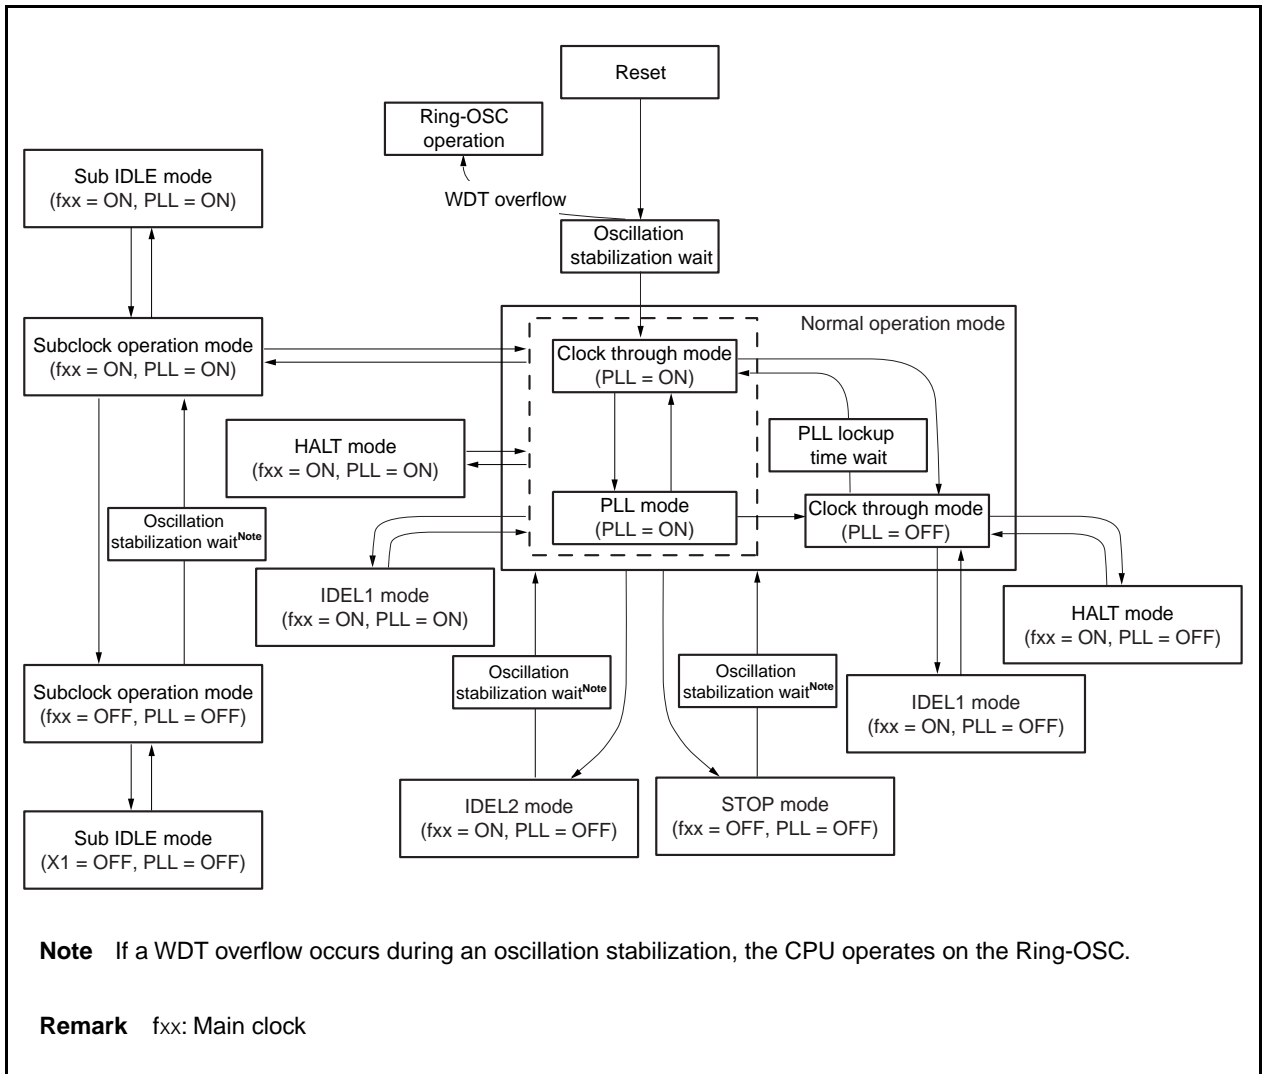 Reset
Ring-OSC
operation
WDT overflow
Sub IDLE mode
(fxx = ON, PLL = ON)
Oscillation
stabilization wait
Normal operation mode
Subclock operation mode
(fxx = ON, PLL = ON)
Clock through mode
(PLL = ON)
HALT mode
(fxx = ON, PLL = ON)
PLL lockup
time wait
PLL mode
(PLL = ON)
Clock through mode
(PLL = OFF)
Oscillation
stabilization waitNote
IDEL1 mode
(fxx = ON, PLL = ON)
HALT mode
(fxx = ON, PLL = OFF)
Oscillation
stabilization waitNote
Oscillation
stabilization waitNote
Subclock operation mode
(fxx = OFF, PLL = OFF)
IDEL1 mode
(fxx = ON, PLL = OFF)
IDEL2 mode
(fxx = ON, PLL = OFF)
STOP mode
(fxx = OFF, PLL = OFF)
Sub IDLE mode
(X1 = OFF, PLL = OFF)
Note If a WDT overflow occurs during an oscillation stabilization, the CPU operates on the Ring-OSC.
Remark fxx: Main clock